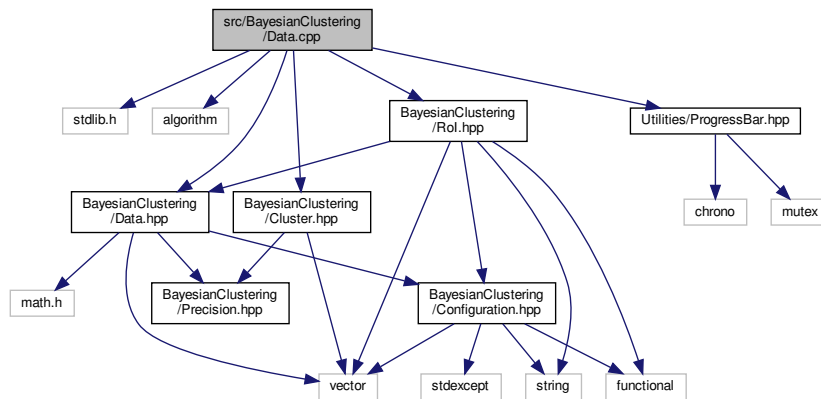 src/BayesianClustering
/Data.cpp
stdlib.h
algorithm
BayesianClustering
/RoI.hpp
Utilities/ProgressBar.hpp
BayesianClustering
/Data.hpp
BayesianClustering
/Cluster.hpp
chrono
mutex
math.h
BayesianClustering
/Precision.hpp
BayesianClustering
/Configuration.hpp
vector
stdexcept
string
functional